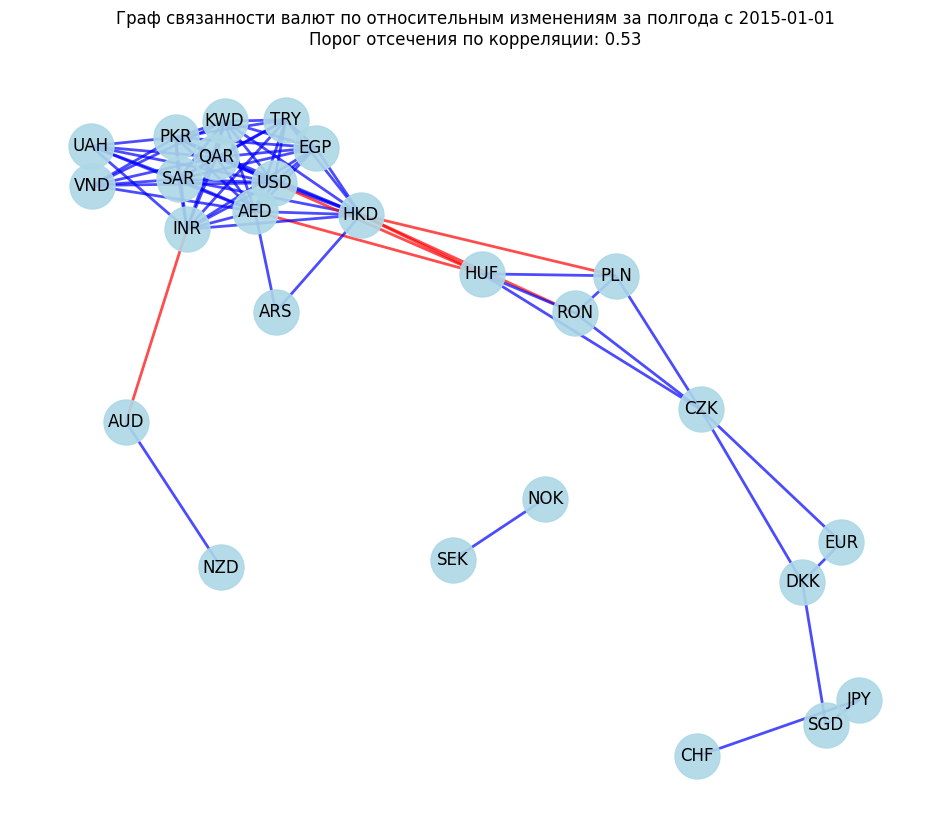 Граф связанности валют по относительным изменениям за полгода с 2015-01-01
Порог отсечения по корреляции: 0.53
KWD
TRY
PKR
UAH
EGP
QAR
SAR
USD
VND
AED
HKD
INR
HUF
PLN
ARS
RON
CZK
AUD
NOK
EUR
SEK
NZD
DKK
JPY
SGD
CHF